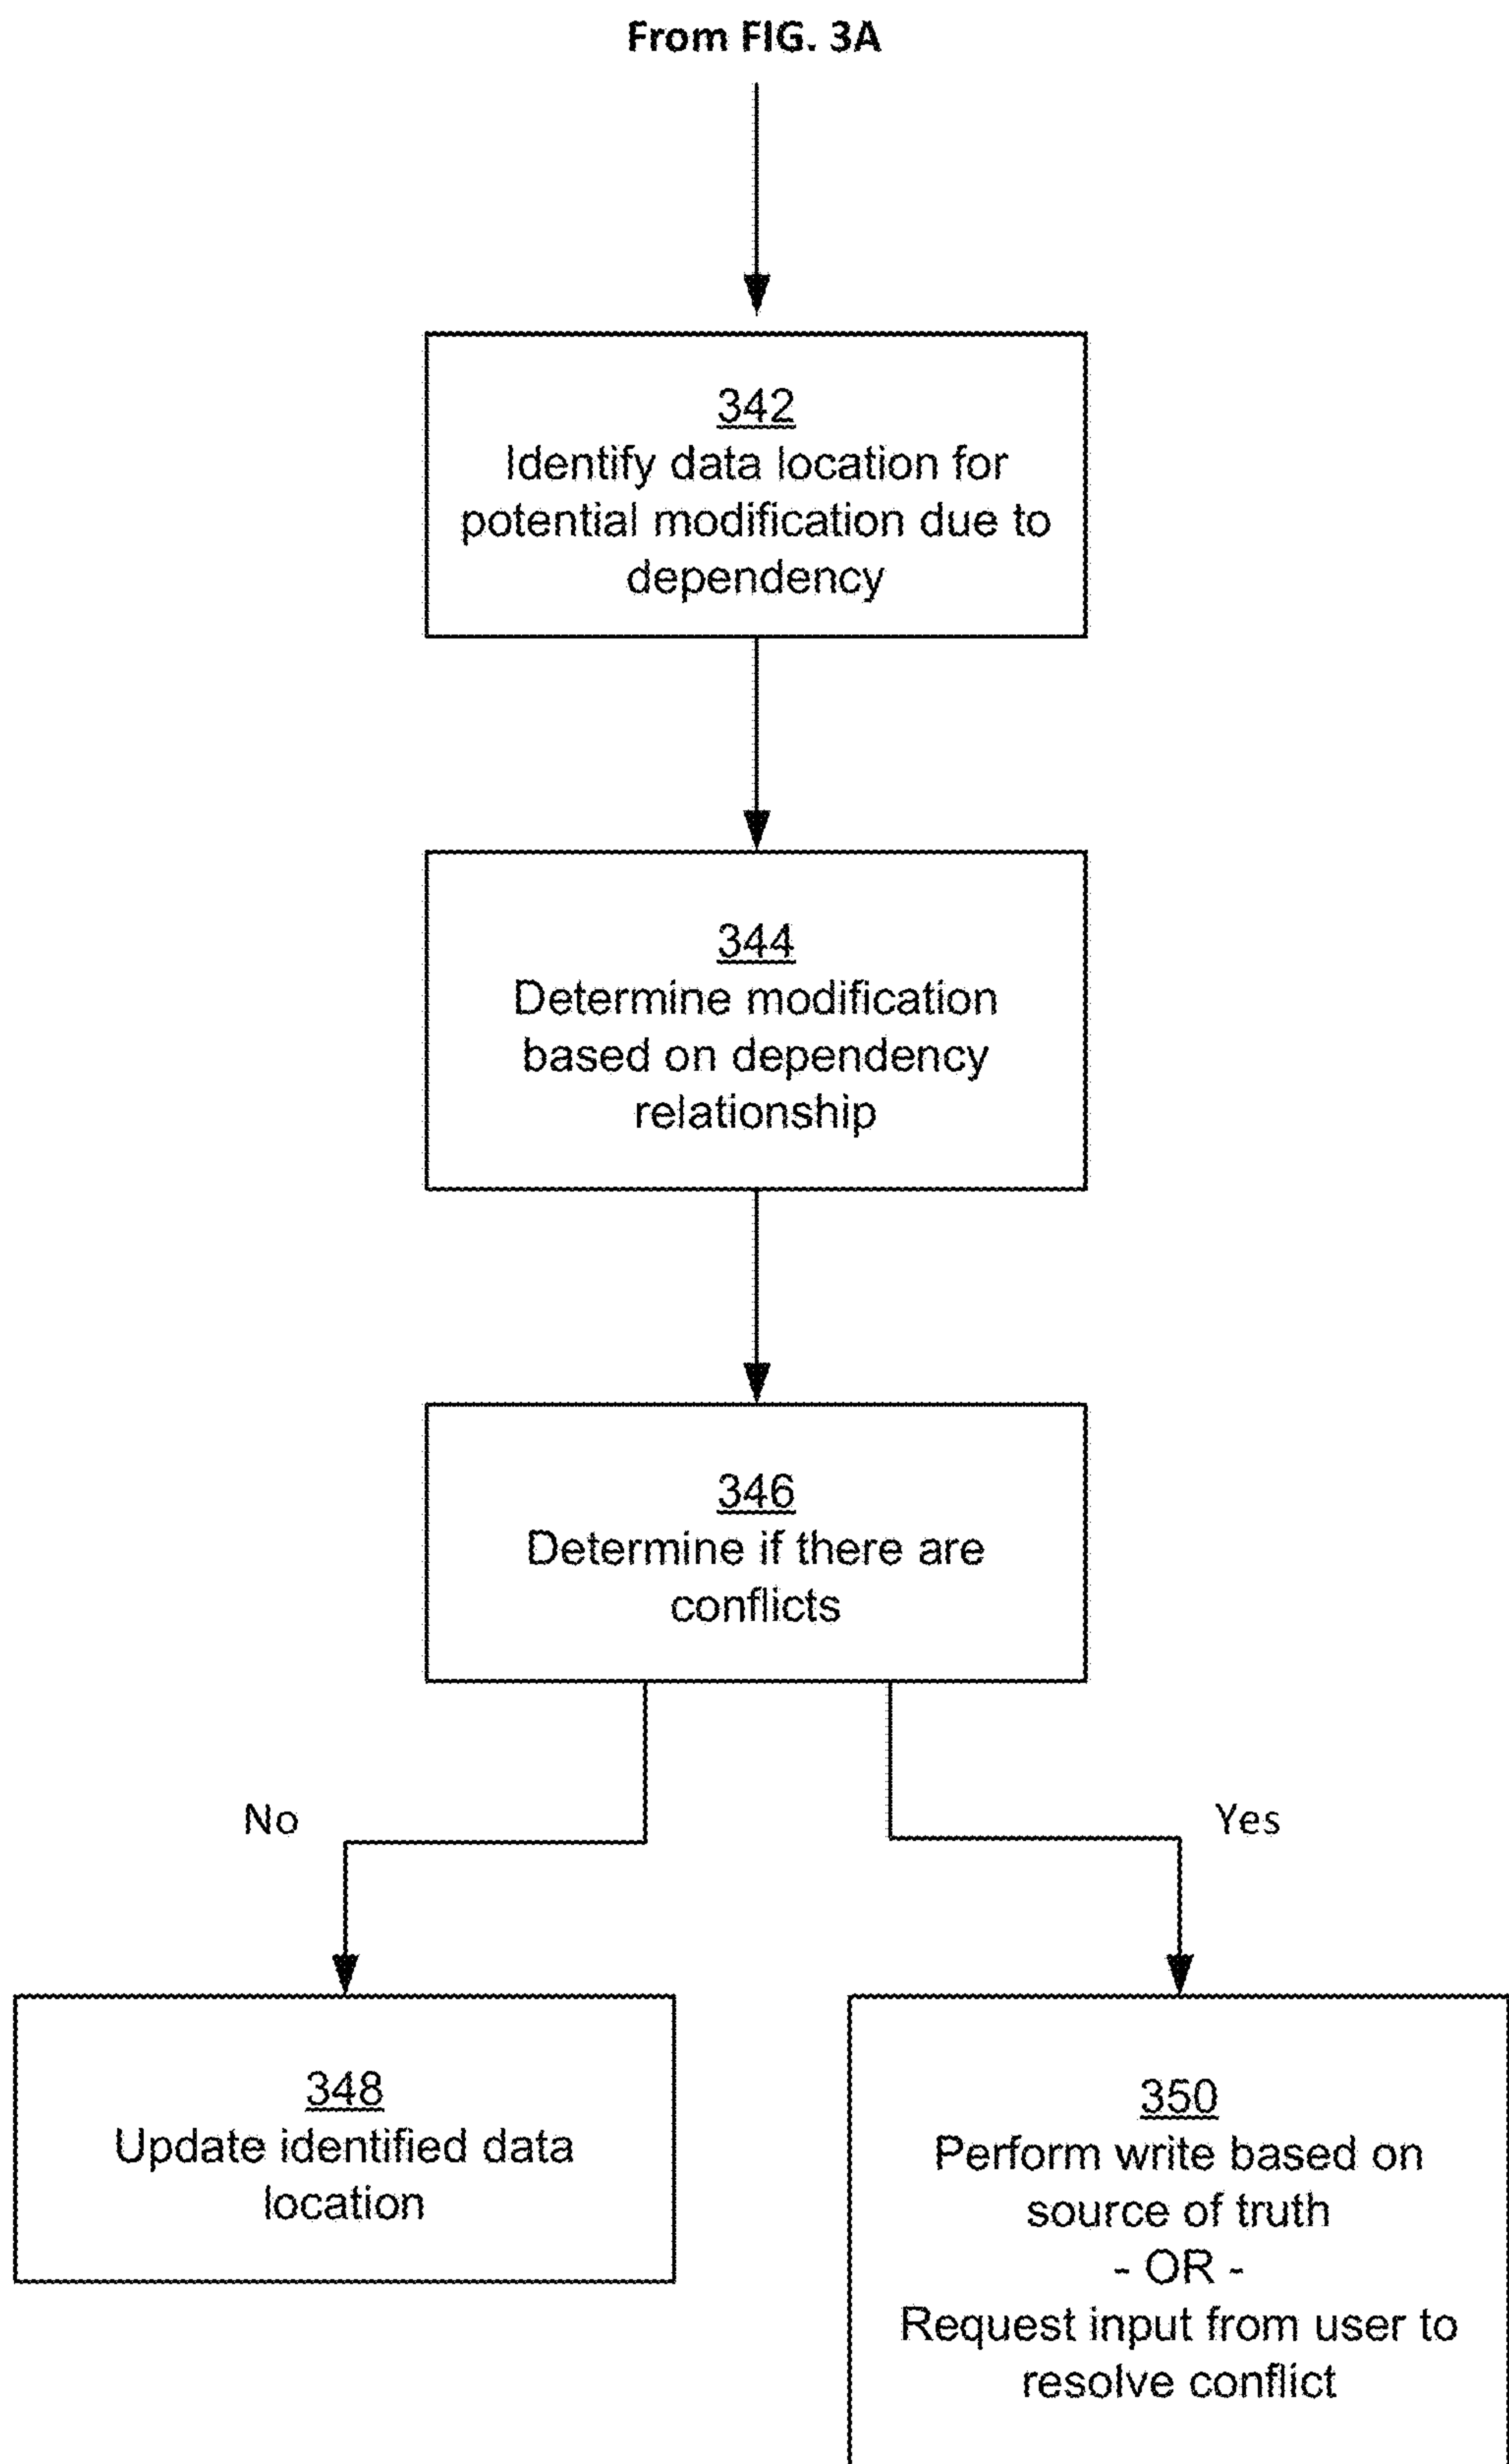 From FIG. 3A
342
Identify data location for
potential modification due to
dependency
344
Determine modification
based on dependency
relationship
346
Determine if there are
conflicts
No
Yes
348
Update identified data
location
350
Perform write based on
source of truth
- OR -
Request input from user to
resolve conflict